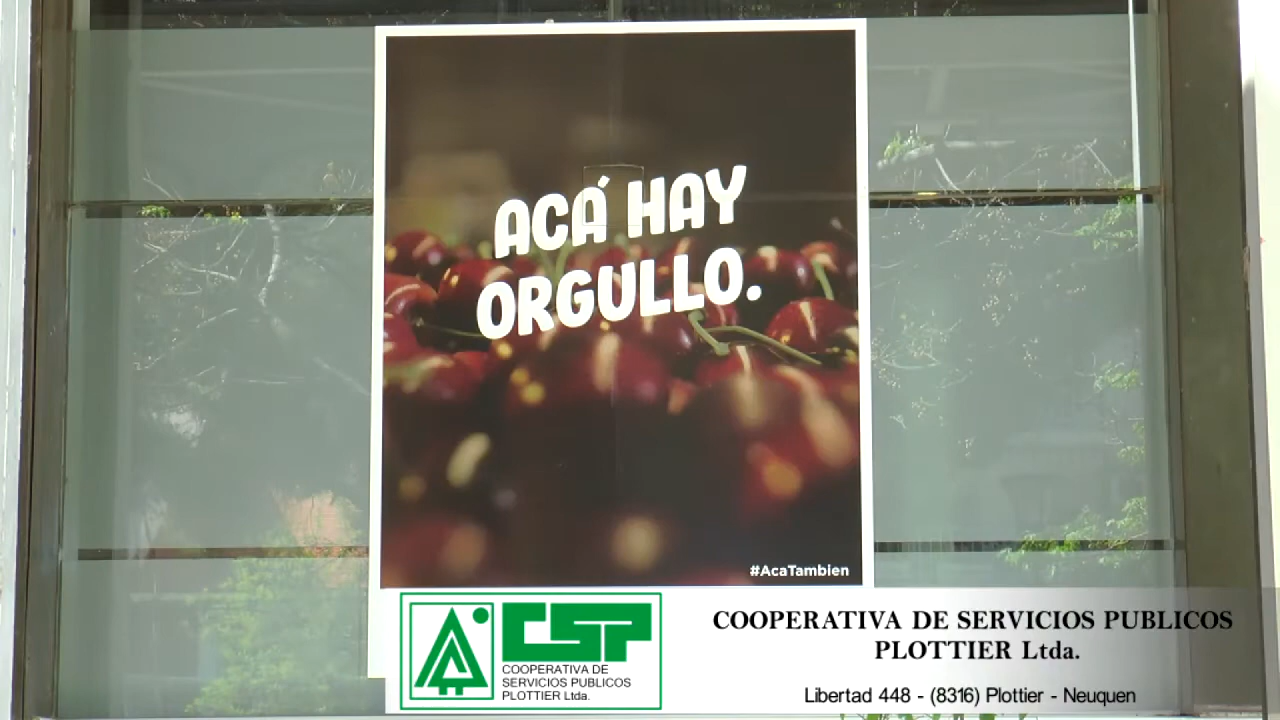 ACÁ HAY
ORGULLO.
#AcaTambien
CSP
COOPERATIVA DE
SERVICIOS PUBLICOS
PLOTTIER Ltda.
COOPERATIVA DE SERVICIOS PUBLICOS
PLOTTIER Ltda.
Libertad 448 - (8316) Plottier - Neuquen